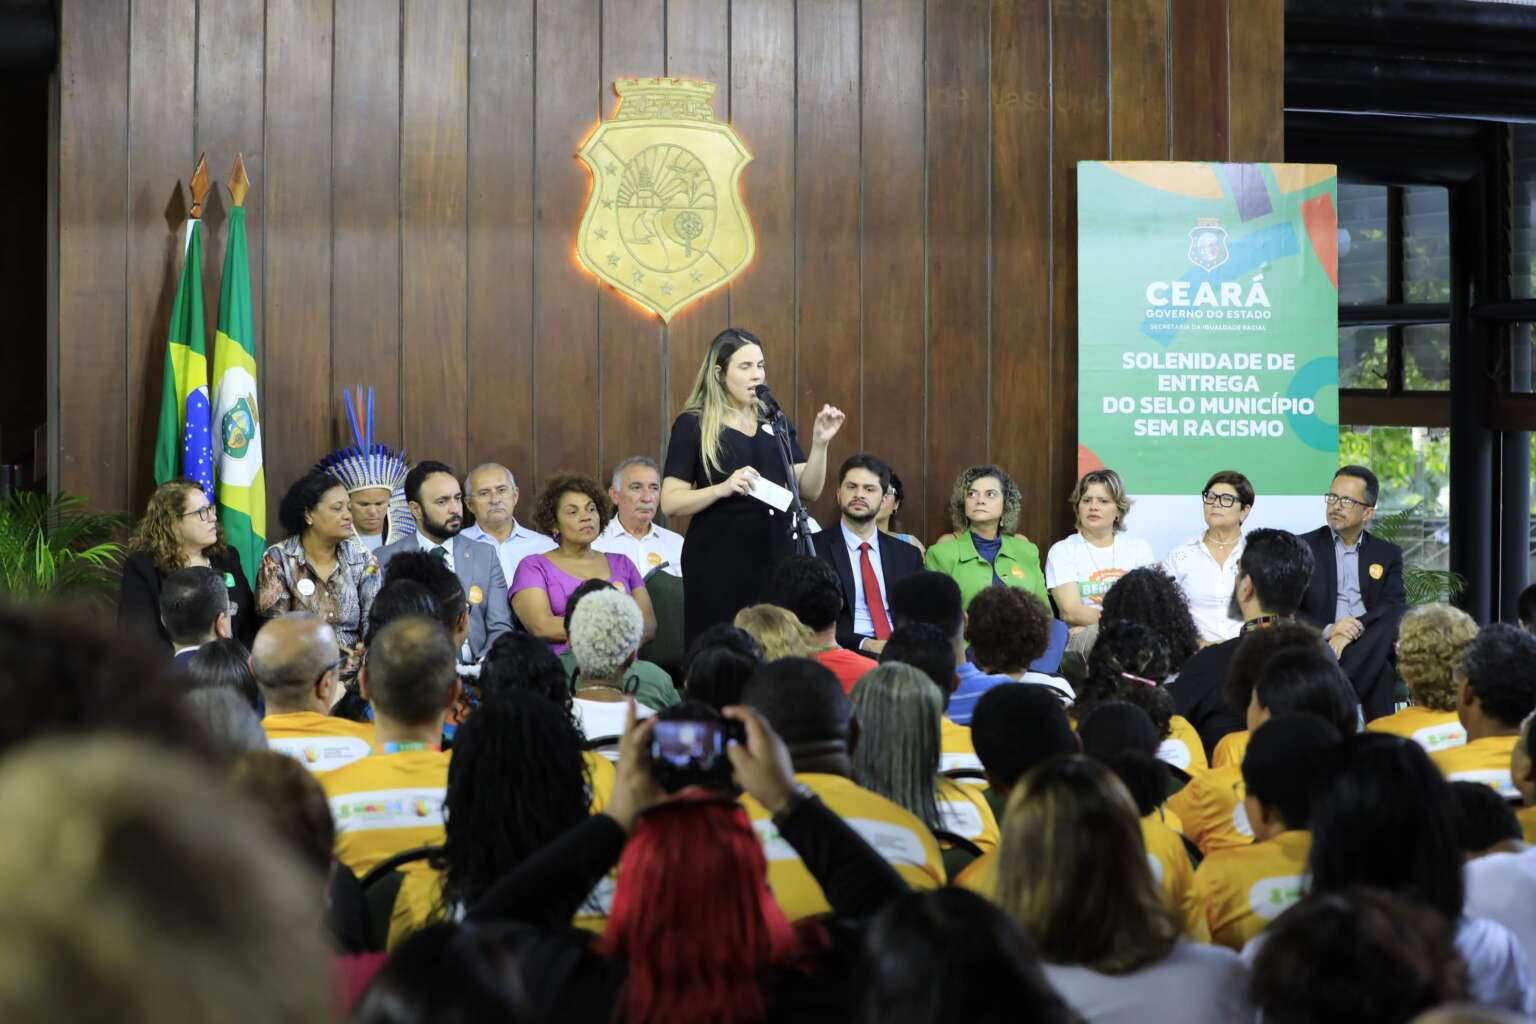 CEARÁ
GOVERNO DO ESTADO
SECRETARIA DA IGUALDADE RACIAL
SOLENIDADE DE
ENTREGA
DO SELO MUNICÍPIO
SEM RACISMO